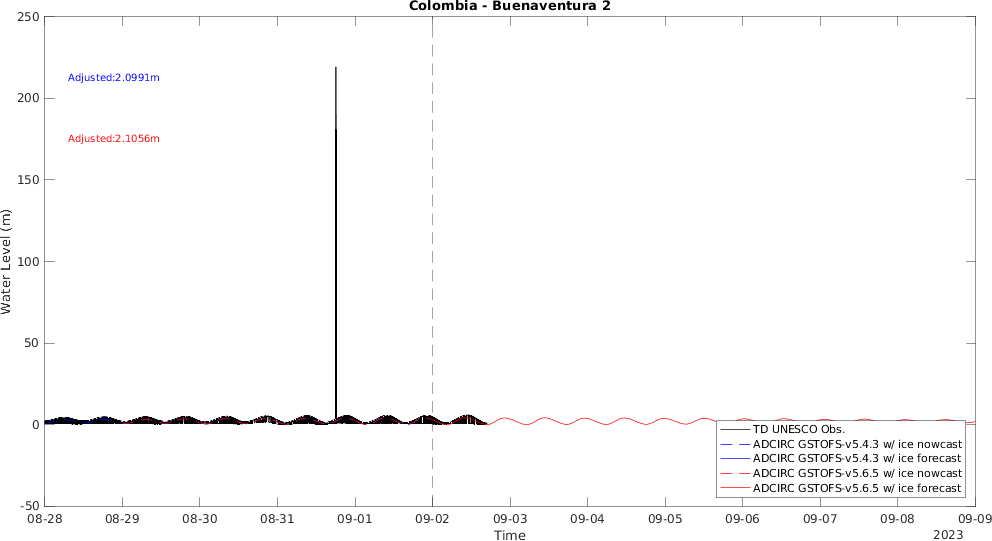 Colombia - Buenaventura 2
250
200
150
100
50
0
-50
Water Level (m)
Adjusted:2.0991m
Adjusted:2.1056m
TD UNESCO Obs.
ADCIRC GSTOFS-v5.4.3 w/ ice nowcast
ADCIRC GSTOFS-v5.4.3 w/ ice forecast
ADCIRC GSTOFS-v5.6.5 w/ ice nowcast
ADCIRC GSTOFS-v5.6.5 w/ ice forecast
08-28 08-29 08-30 08-31 09-01 09-02 09-03 09-04 09-05 09-06 09-07 09-08 09-09
Time
2023